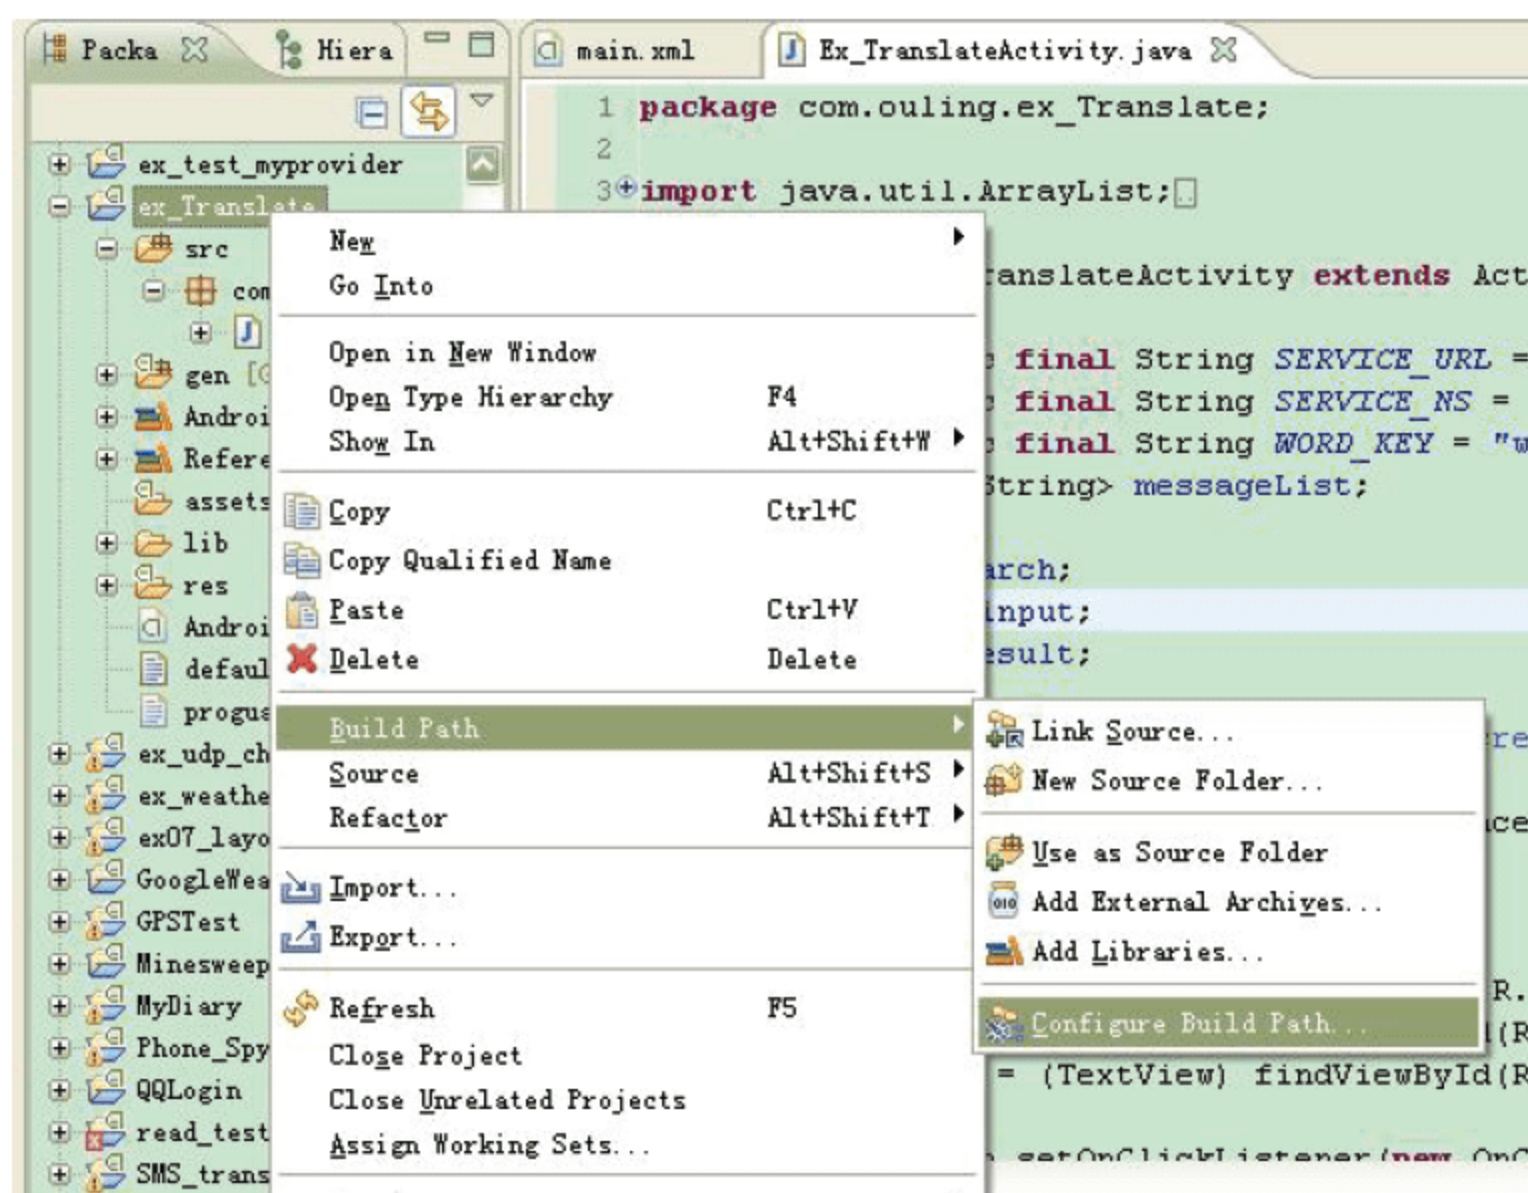 Packa
Hiera
main.xml
Ex_TranslateActivity.java
ex_test_myprovider
ex_Translate
src
com
gen [G
Androi
Refere
assets
lib
res
Androi
defaul
progua
ex_udp_ch
ex_weathe
ex07_layo
GoogleWea
GPSTest
Minesweep
MyDiary
Phone_Spy
QQLogin
read_test
SMS_trans
New
Go Into
Open in New Window
Open Type Hierarchy F4
Show In Alt+Shift+W
Copy Ctrl+C
Copy Qualified Name
Paste Ctrl+V
Delete Delete
Build Path
Source Alt+Shift+S
Refactor Alt+Shift+T
Import...
Export...
Refresh F5
Close Project
Close Unrelated Projects
Assign Working Sets...
Link Source...
New Source Folder...
Use as Source Folder
Add External Archives...
Add Libraries...
Configure Build Path...
1 package com.ouling.ex_Translate;
2
3 import java.util.ArrayList;
anslateActivity extends Act
final String SERVICE_URL =
final String SERVICE_NS =
final String WORD_KEY = "w
String> messageList;
arch;
input;
esult;
re
ce
R.
(R
= (TextView) findViewById(R
setOnClickListener(new OnC